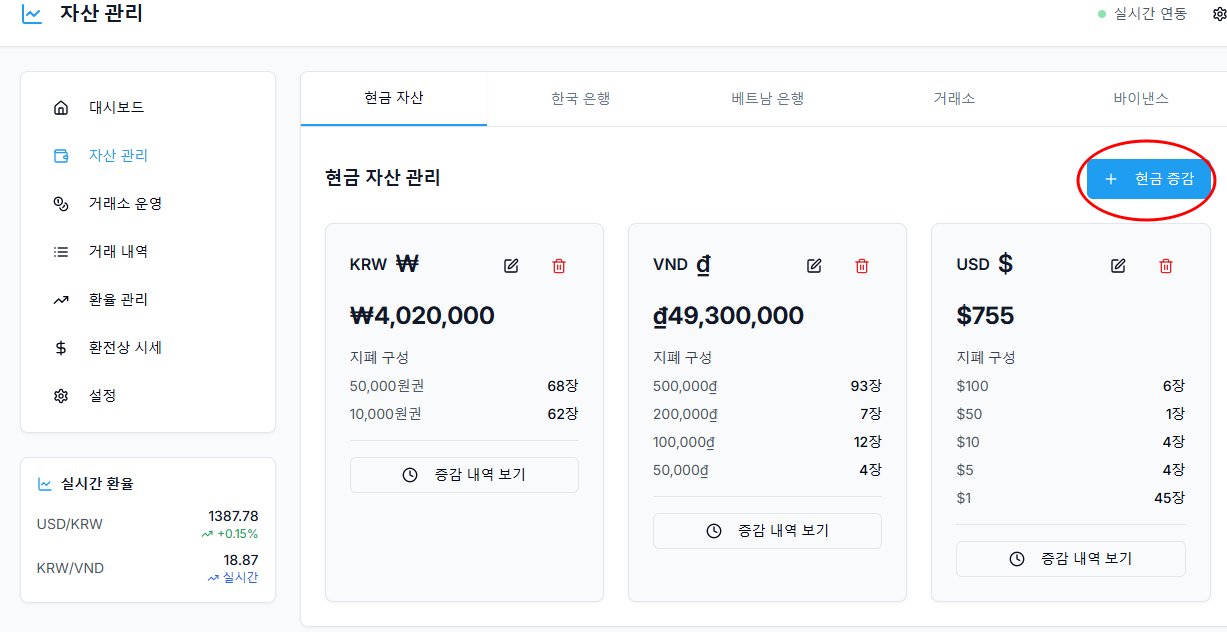 자산 관리
실시간 연동
대시보드
자산 관리
거래소 운영
거래 내역
환율 관리
환전상 시세
설정
실시간 환율
USD/KRW 1387.78
+0.15%
KRW/VND 18.87
실시간
현금 자산 한국 은행 베트남 은행 거래소 바이낸스
현금 자산 관리
+ 현금 증감
KRW ₩
₩4,020,000
지폐 구성
50,000원권 68장
10,000원권 62장
증감 내역 보기
VND ₫
₫49,300,000
지폐 구성
500,000₫ 93장
200,000₫ 7장
100,000₫ 12장
50,000₫ 4장
증감 내역 보기
USD $
$755
지폐 구성
$100 6장
$50 1장
$10 4장
$5 4장
$1 45장
증감 내역 보기